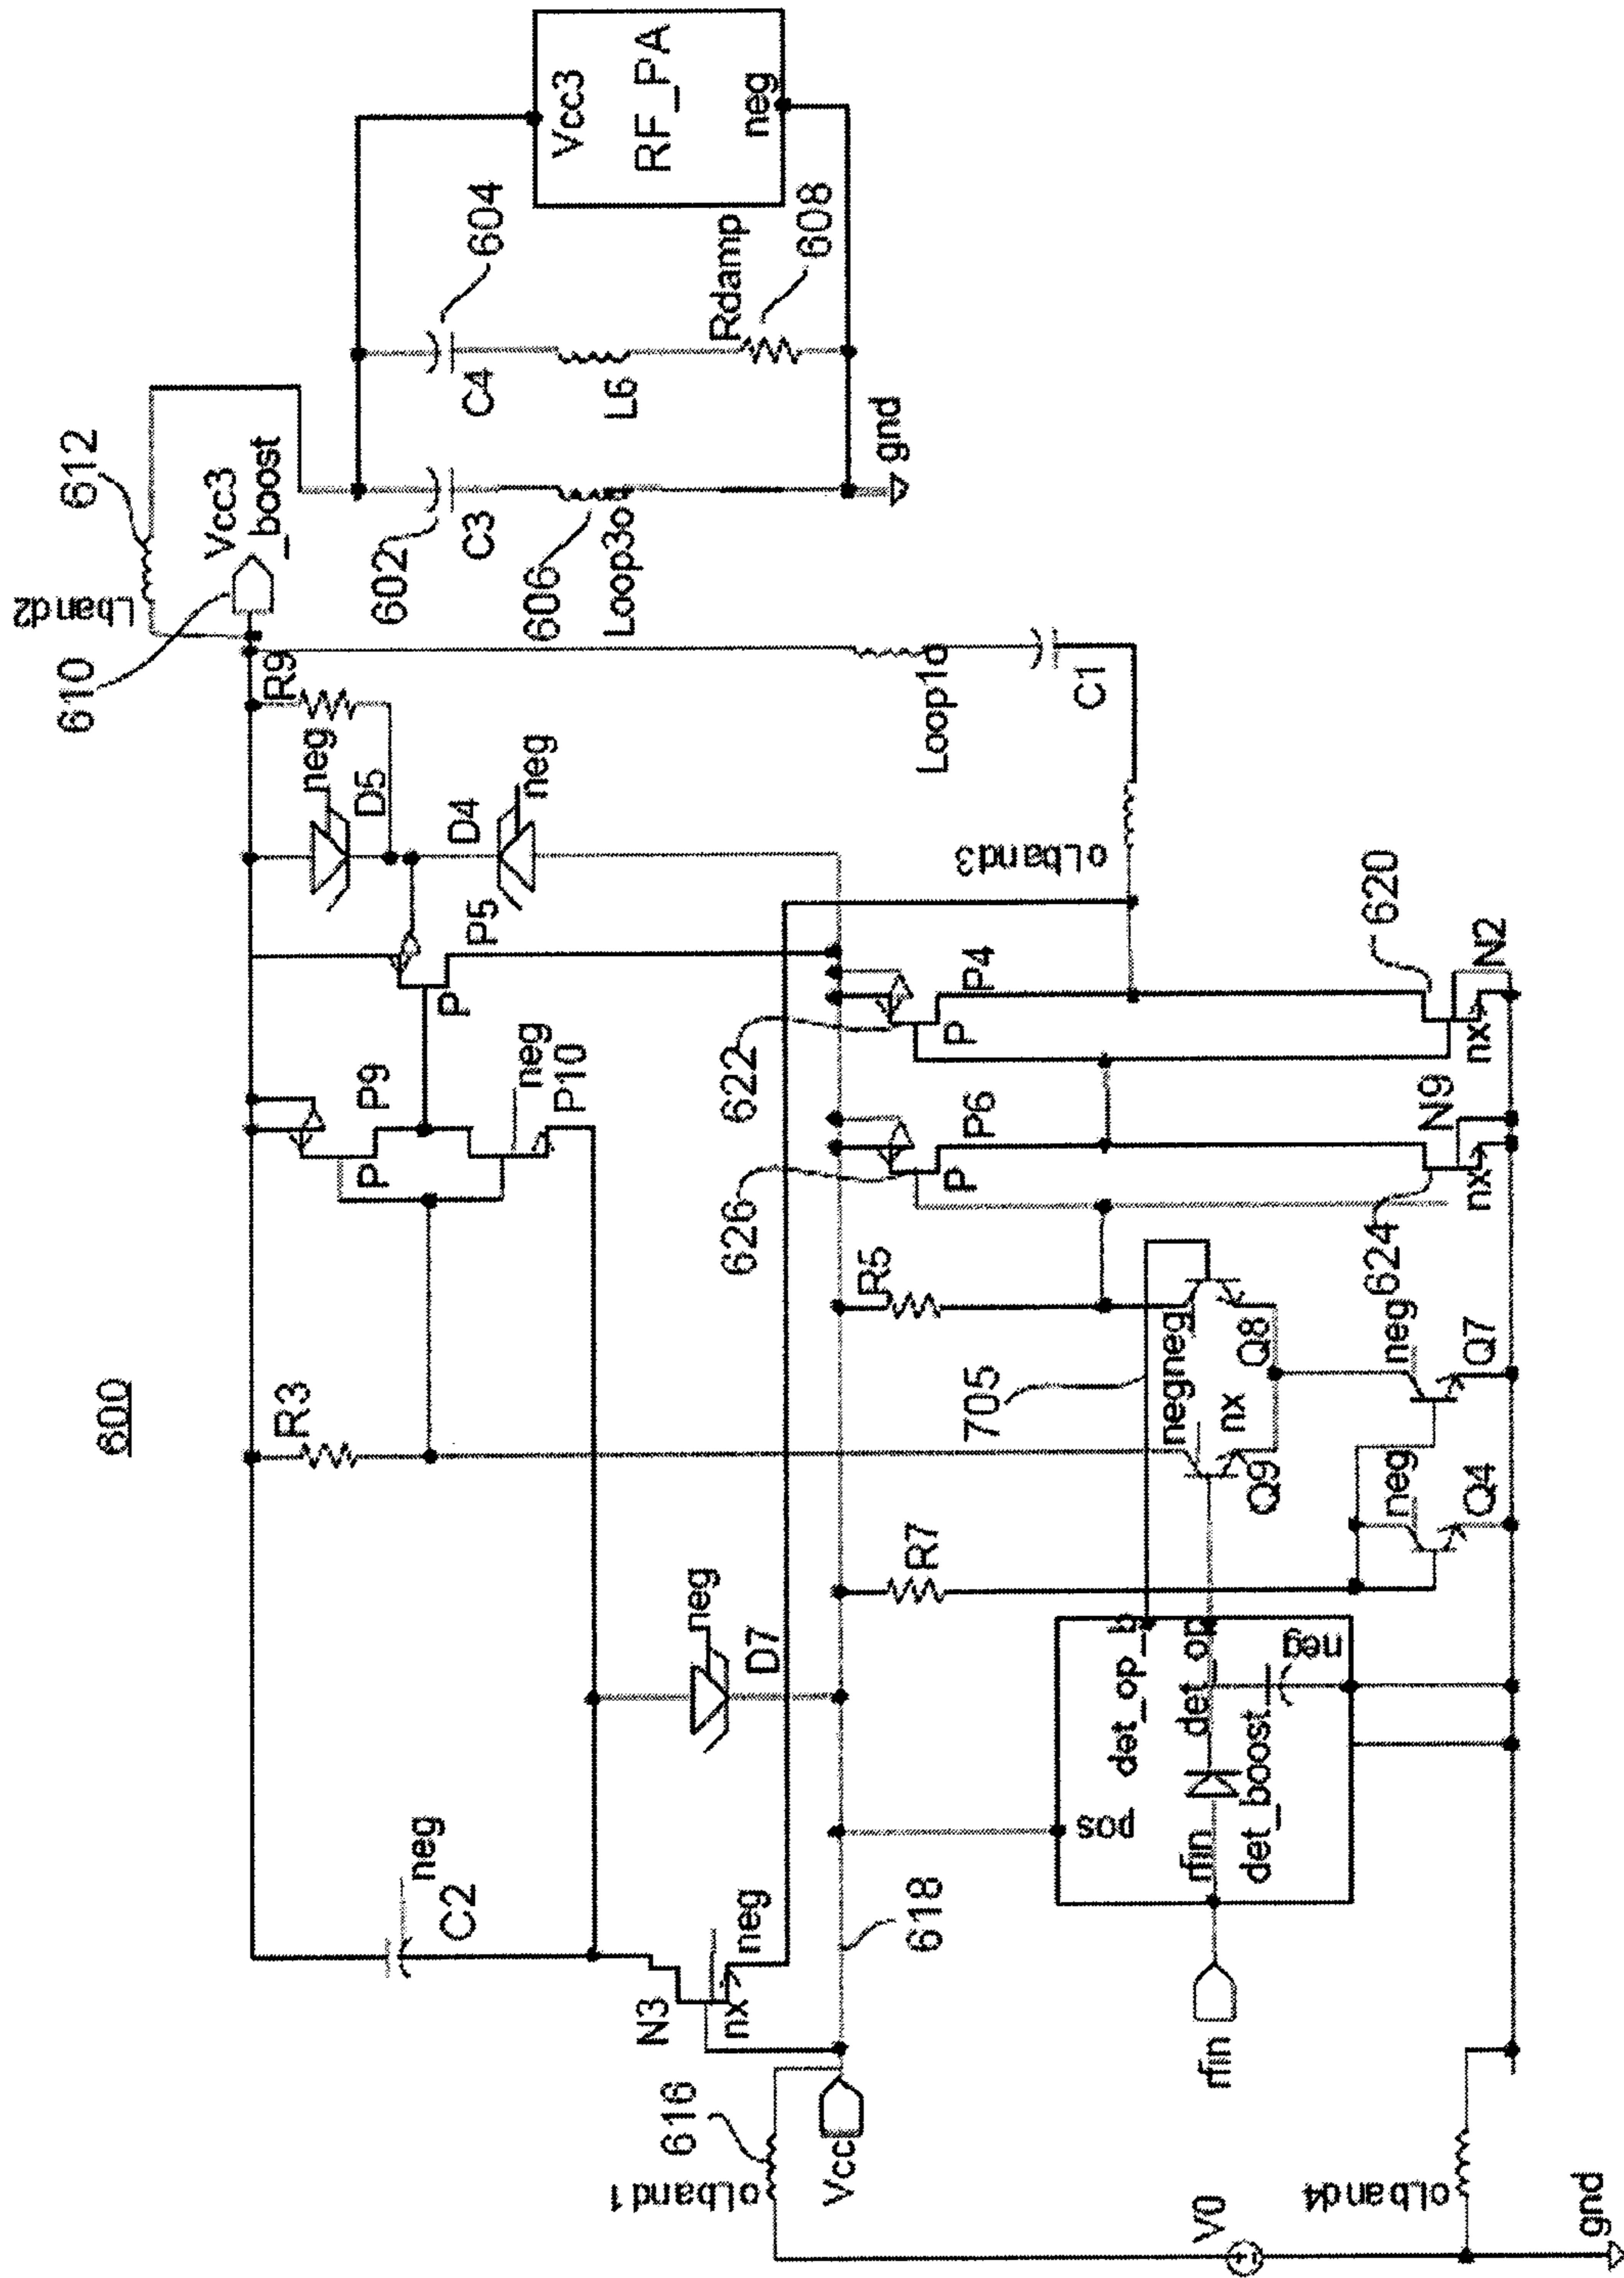 600
612
Lband2
610
Vcc3
_boost
Vcc3
RF_PA
neg
604
C4
L6
Rdamp
608
602
C3
606
Loop3o
gnd
R9
neg
D5
D4
neg
P5
P
P9
P
neg
P10
R3
C2
neg
N3
nx
neg
neg
D7
Loop1o
C1
oLband3
622
P4
P
626
P6
P
620
N2
nx
N9
nx
624
R5
705
negneg
Q8
nx
Q9
neg
Q7
neg
Q4
R7
det_op_b
det_op
neg
det_boost
rfin
pos
618
rfin
616
oLband1
Vcc
V0
oLband4
gnd